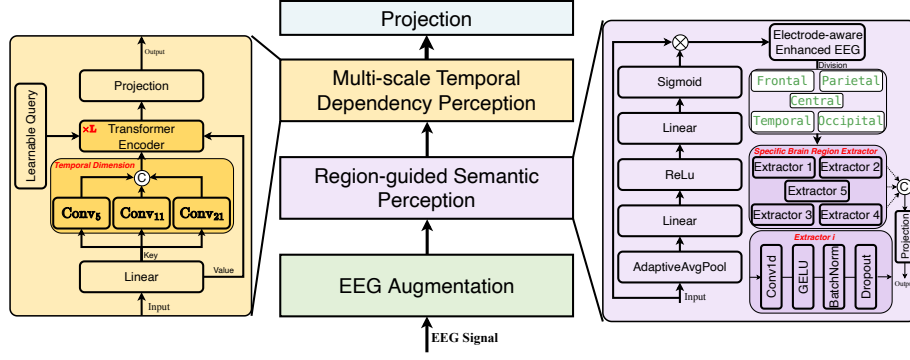 Output
Projection
Learnable Query
×L
Transformer
Encoder
Temporal Dimension
C
Conv5
Conv11
Conv21
Key
Value
Linear
Input
Projection
Multi-scale Temporal
Dependency Perception
Region-guided Semantic
Perception
EEG Augmentation
EEG Signal
Sigmoid
Linear
ReLu
Linear
AdaptiveAvgPool
Input
Electrode-aware
Enhanced EEG
Division
Frontal
Parietal
Central
Temporal
Occipital
Specific Brain Region Extractor
Extractor 1
Extractor 2
Extractor 5
Extractor 3
Extractor 4
C
Projection
Output
Extractor i
Conv1d
GELU
BatchNorm
Dropout